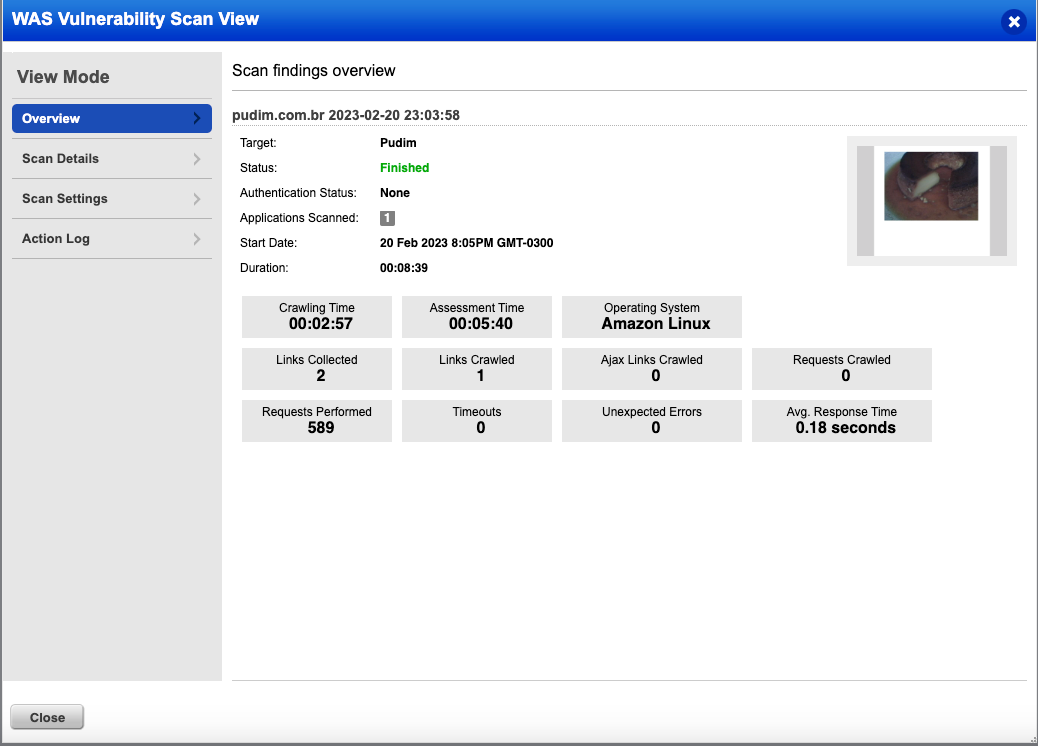 WAS Vulnerability Scan View
View Mode
Overview
Scan Details
Scan Settings
Action Log
Scan findings overview
pudim.com.br 2023-02-20 23:03:58
Target: Pudim
Status: Finished
Authentication Status: None
Applications Scanned: 1
Start Date: 20 Feb 2023 8:05PM GMT-0300
Duration: 00:08:39
Crawling Time
00:02:57
Assessment Time
00:05:40
Operating System
Amazon Linux
Links Collected
2
Links Crawled
1
Ajax Links Crawled
0
Requests Crawled
0
Requests Performed
589
Timeouts
0
Unexpected Errors
0
Avg. Response Time
0.18 seconds
Close